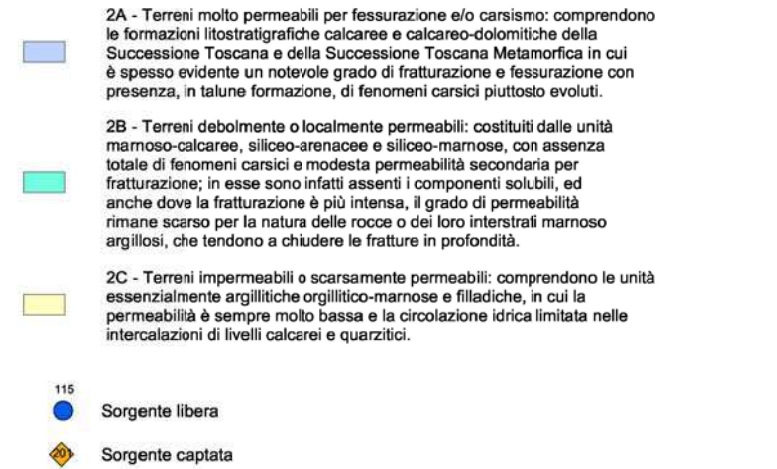 2A - Terreni molto permeabili per fessurazione e/o carsismo: comprendono
le formazioni litostratigrafiche calcaree e calcareo-dolomitiche della
Successione Toscana e della Successione Toscana Metamorfica in cui
è spesso evidente un notevole grado di fratturazione e fessurazione con
presenza, in talune formazione, di fenomeni carsici piuttosto evoluti.
2B - Terreni debolmente o localmente permeabili: costituiti dalle unità
marnoso-calcaree, siliceo-arenacee e siliceo-marnose, con assenza
totale di fenomeni carsici e modesta permeabilità secondaria per
fratturazione; in esse sono infatti assenti i componenti solubili, ed
anche dove la fratturazione è più intensa, il grado di permeabilità
rimane scarso per la natura delle rocce o dei loro interstrati marnoso
argillosi, che tendono a chiudere le fratture in profondità.
2C - Terreni impermeabili o scarsamente permeabili: comprendono le unità
essenzialmente argillitiche orgillitico-marnose e filladiche, in cui la
permeabilità è sempre molto bassa e la circolazione idrica limitata nelle
intercalazioni di livelli calcarei e quarzitici.
115
Sorgente libera
201
Sorgente captata